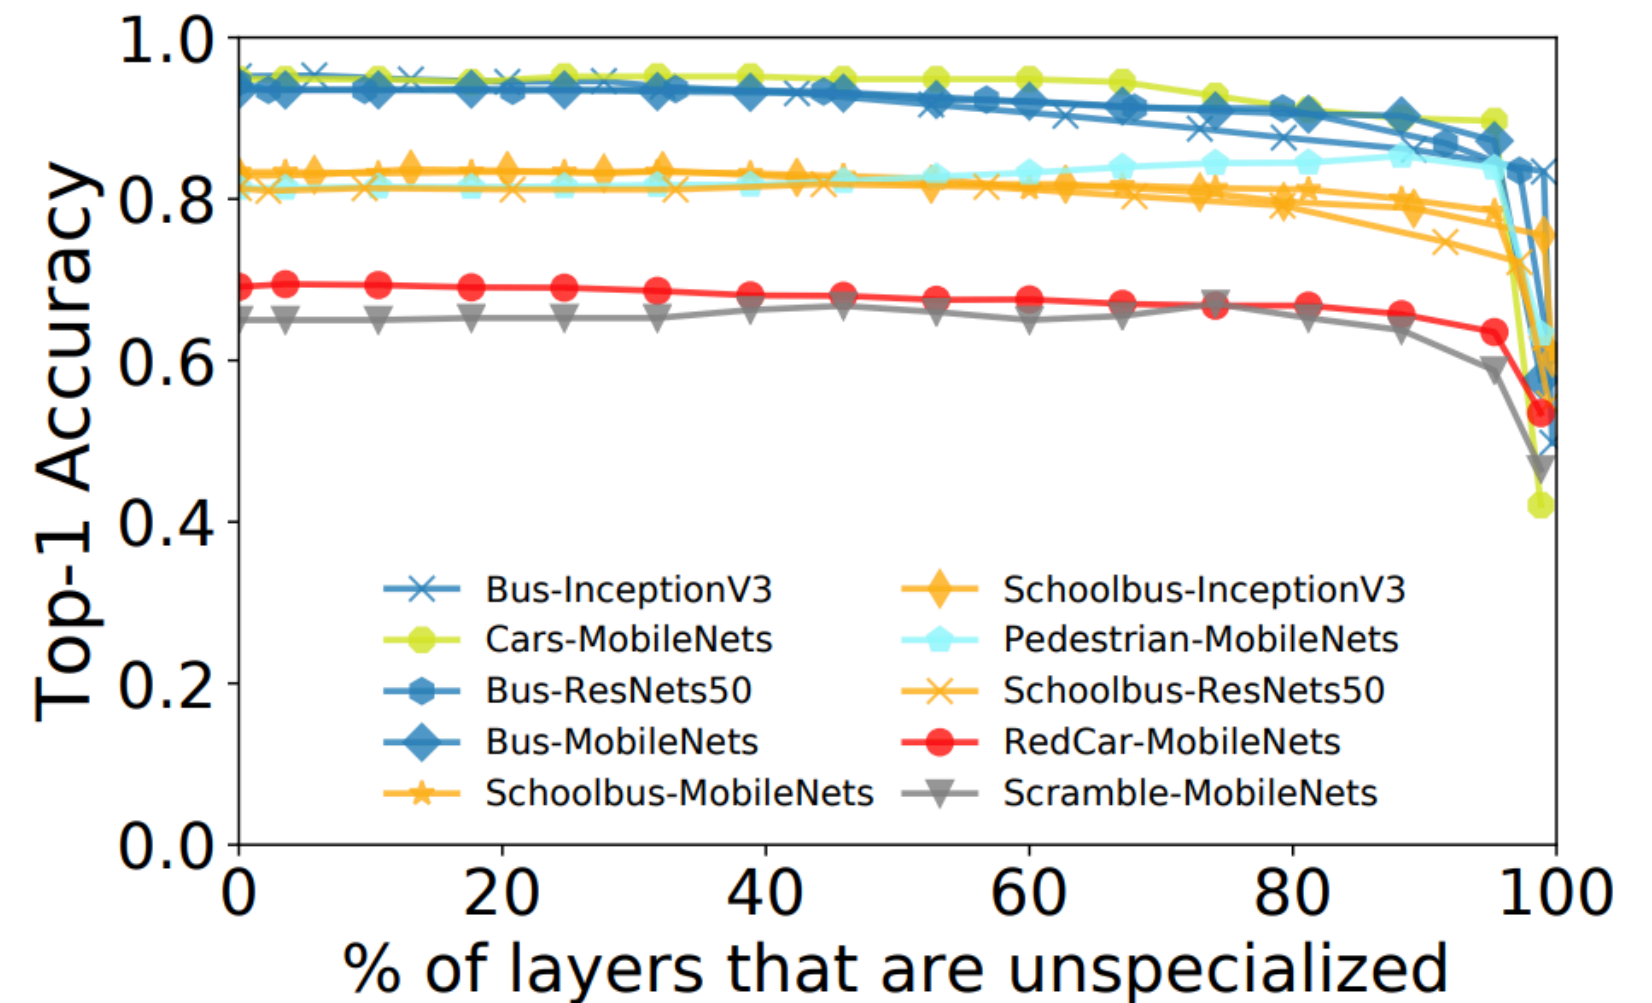 1.0
0.8
0.6
0.4
0.2
0.0
Top-1 Accuracy
Bus-InceptionV3
Cars-MobileNets
Bus-ResNets50
Bus-MobileNets
Schoolbus-MobileNets
Schoolbus-InceptionV3
Pedestrian-MobileNets
Schoolbus-ResNets50
RedCar-MobileNets
Scramble-MobileNets
0 20 40 60 80 100
% of layers that are unspecialized